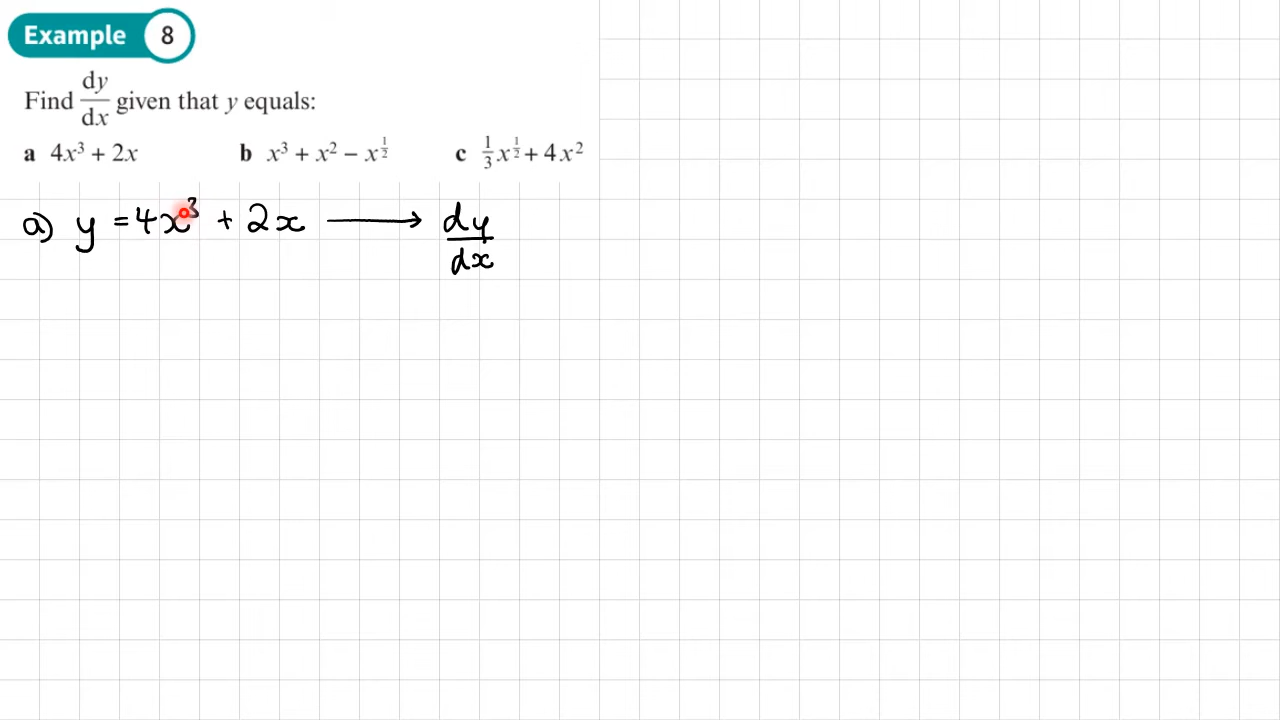 Example 8
Find dy/dx given that y equals:
a 4x³ + 2x b x³ + x² − x^½ c ⅓x^½ + 4x²
a) y = 4x³ + 2x ⟶ dy/dx